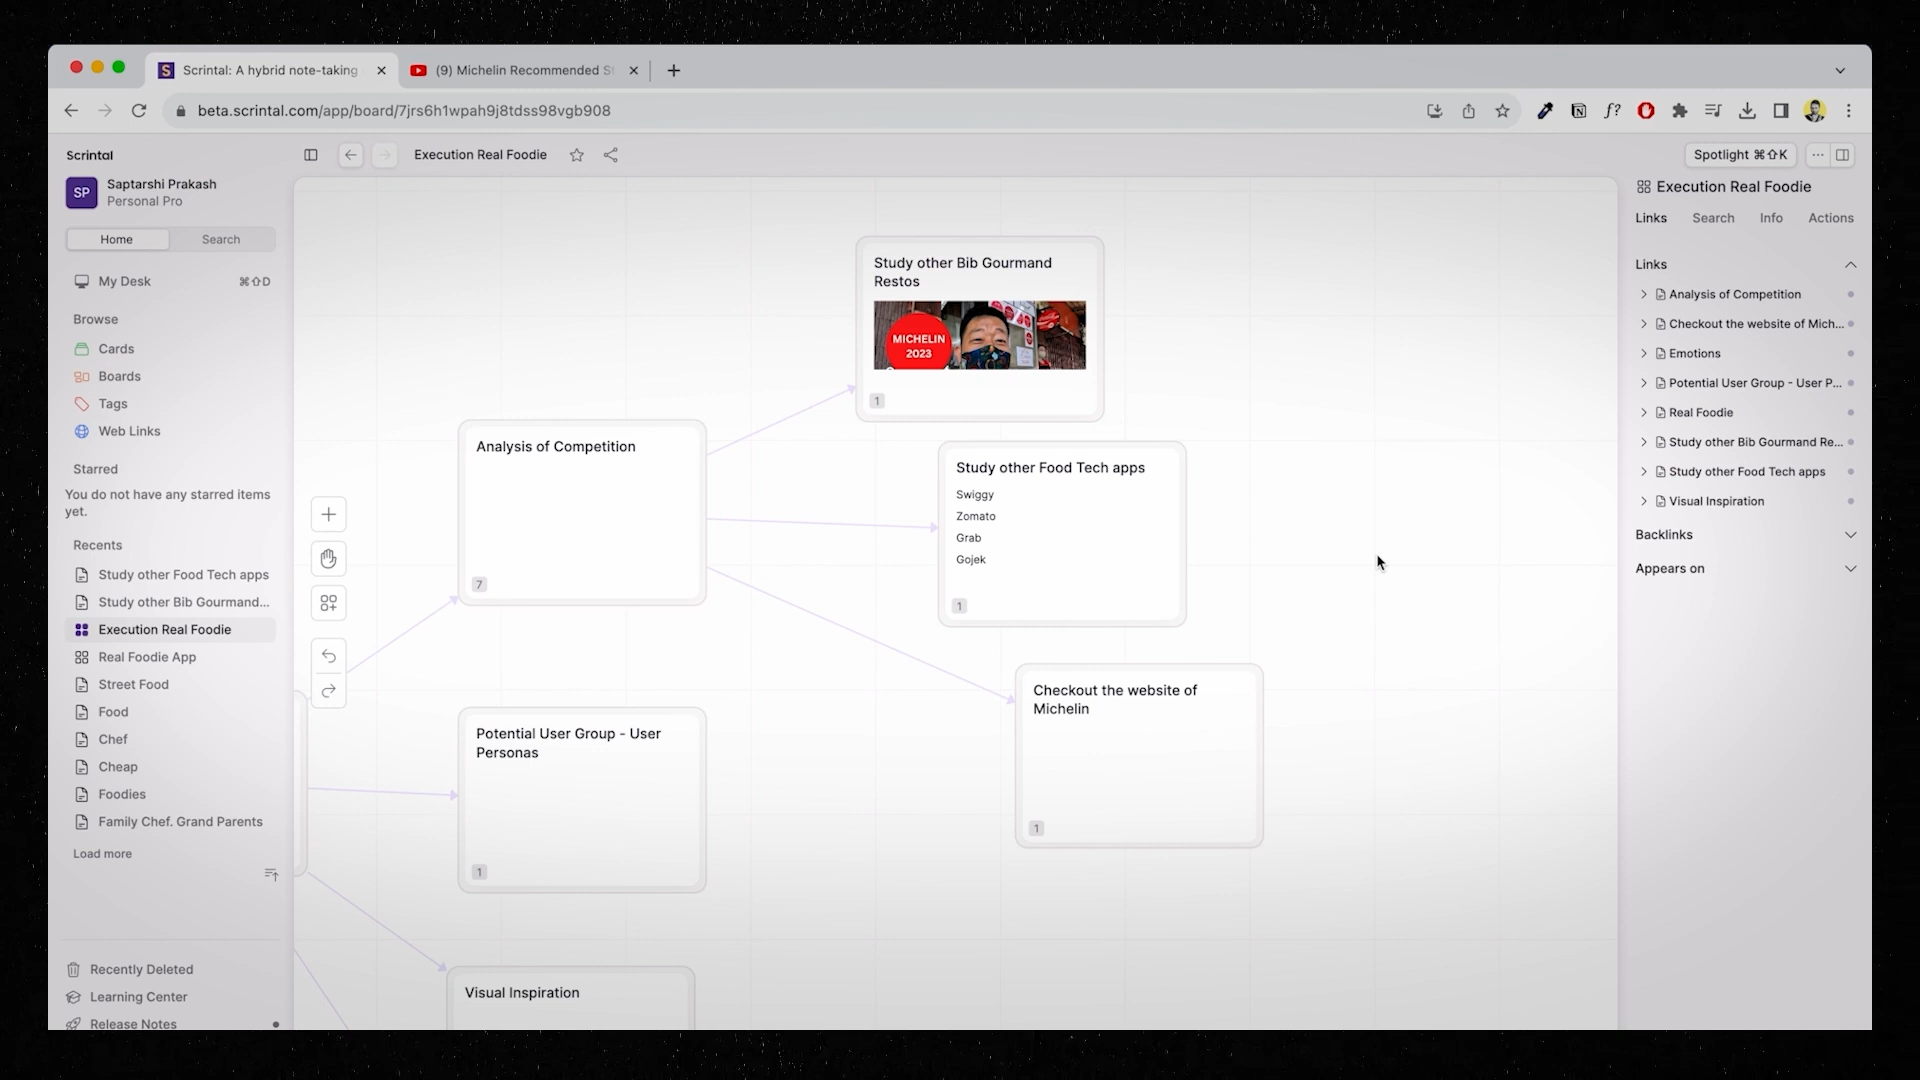 Scrintal: A hybrid note-taking
(9) Michelin Recommended S
beta.scrintal.com/app/board/7jrs6h1wpah9j8tdss98vgb908
f?
Scrintal
Execution Real Foodie
Spotlight ⌘⇧K
SP
Saptarshi Prakash
Personal Pro
Home
Search
My Desk
⌘⇧D
Browse
Cards
Boards
Tags
Web Links
Starred
You do not have any starred items
yet.
Recents
Study other Food Tech apps
Study other Bib Gourmand...
Execution Real Foodie
Real Foodie App
Street Food
Food
Chef
Cheap
Foodies
Family Chef. Grand Parents
Load more
Recently Deleted
Learning Center
Release Notes
Study other Bib Gourmand
Restos
MICHELIN
2023
1
Analysis of Competition
7
Study other Food Tech apps
Swiggy
Zomato
Grab
Gojek
1
Checkout the website of
Michelin
1
Potential User Group - User
Personas
1
Visual Inspiration
Execution Real Foodie
Links
Search
Info
Actions
Links
Analysis of Competition
Checkout the website of Mich...
Emotions
Potential User Group - User P...
Real Foodie
Study other Bib Gourmand Re...
Study other Food Tech apps
Visual Inspiration
Backlinks
Appears on